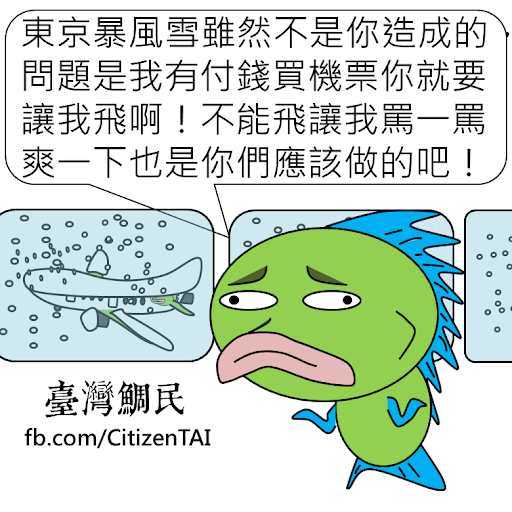 東京暴風雪雖然不是你造成的
問題是我有付錢買機票你就要
讓我飛啊！不能飛讓我罵一罵
爽一下也是你們應該做的吧！
臺灣鯛民
fb.com/CitizenTAI